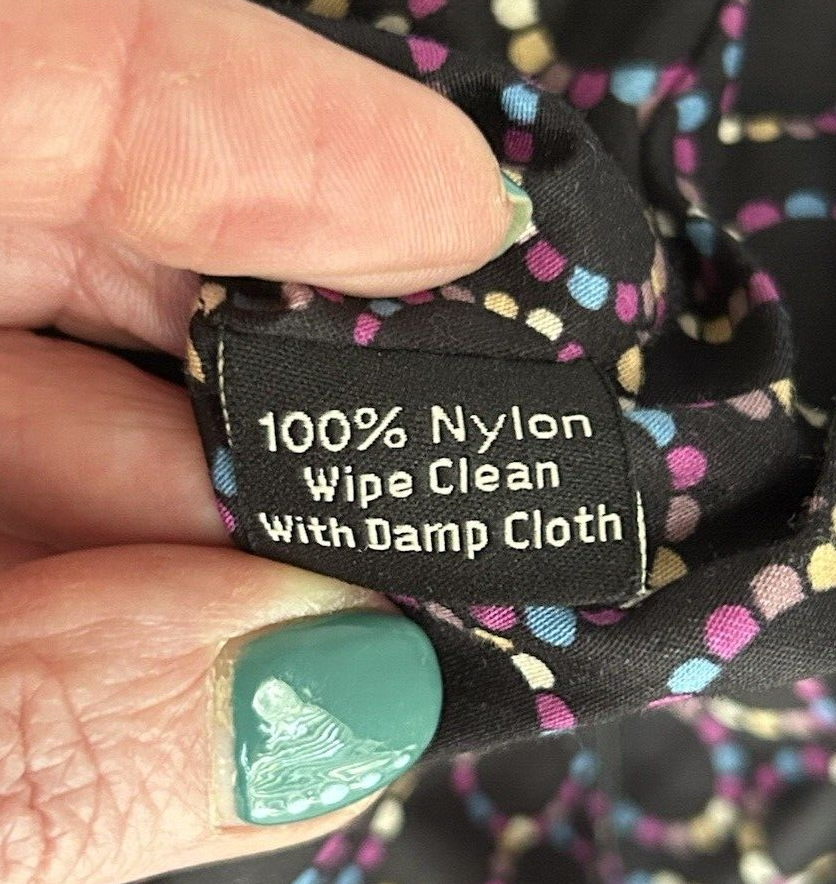 100% Nylon
Wipe Clean
With Damp Cloth